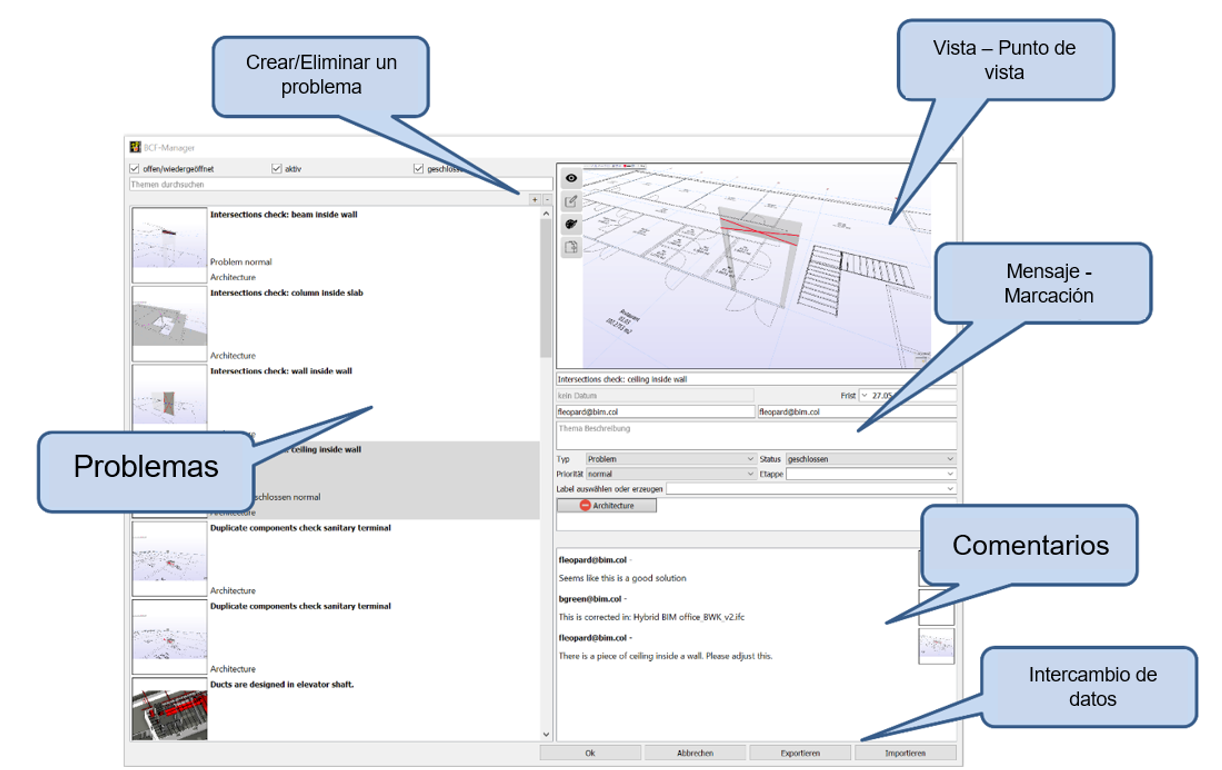 Crear/Eliminar un
problema
Vista – Punto de
vista
BCF-Manager
offen/wiedergeöffnet
aktiv
Themen durchsuchen
+ -
Intersections check: beam inside wall
Problem normal
Architecture
Intersections check: column inside slab
Architecture
Intersections check: wall inside wall
Problemas
ceiling inside wall
schlossen normal
Architecture
Duplicate components check sanitary terminal
Architecture
Duplicate components check sanitary terminal
Architecture
Ducts are designed in elevator shaft.
Mensaje -
Marcación
Intersections check: ceiling inside wall
kein Datum
Frist
27.05
fleopard@bim.col
fleopard@bim.col
Thema Beschreibung
Typ Problem
Status geschlossen
Priorität normal
Etappe
Label auswählen oder erzeugen
Architecture
Comentarios
fleopard@bim.col -
Seems like this is a good solution
bgreen@bim.col -
This is corrected in: Hybrid BIM office_BWK_v2.ifc
fleopard@bim.col -
There is a piece of ceiling inside a wall. Please adjust this.
Intercambio de
datos
Ok
Abbrechen
Exportieren
Importieren